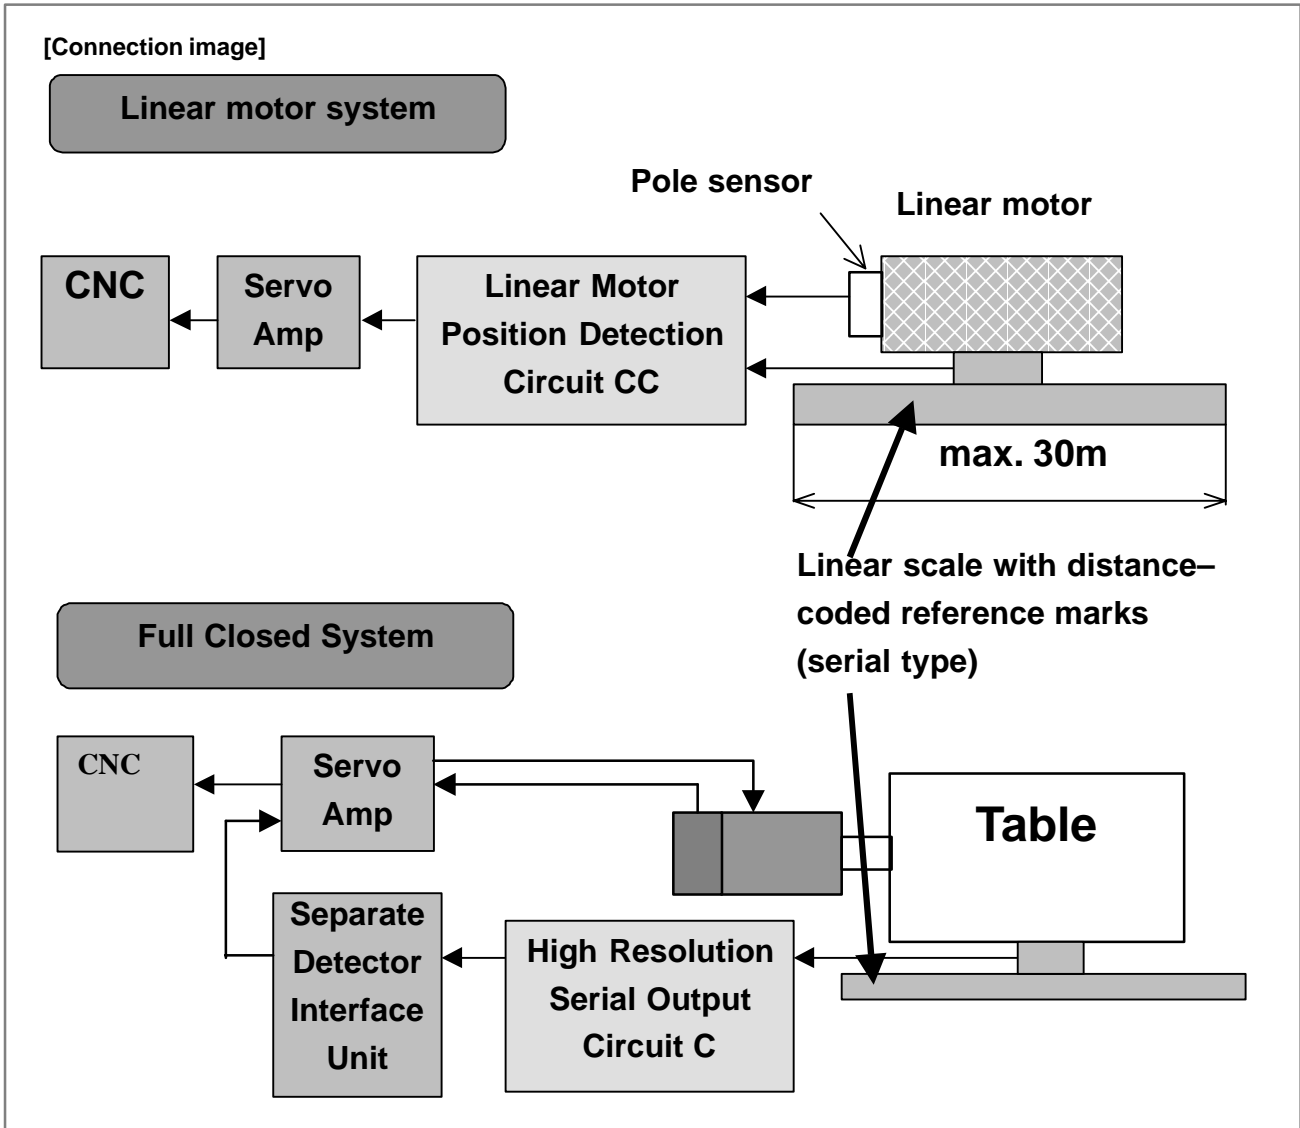 [Connection image]
Linear motor system
Pole sensor
Linear motor
CNC
Servo
Amp
Linear Motor
Position Detection
Circuit CC
max. 30m
Linear scale with distance–
coded reference marks
(serial type)
Full Closed System
CNC
Servo
Amp
Table
Separate
Detector
Interface
Unit
High Resolution
Serial Output
Circuit C